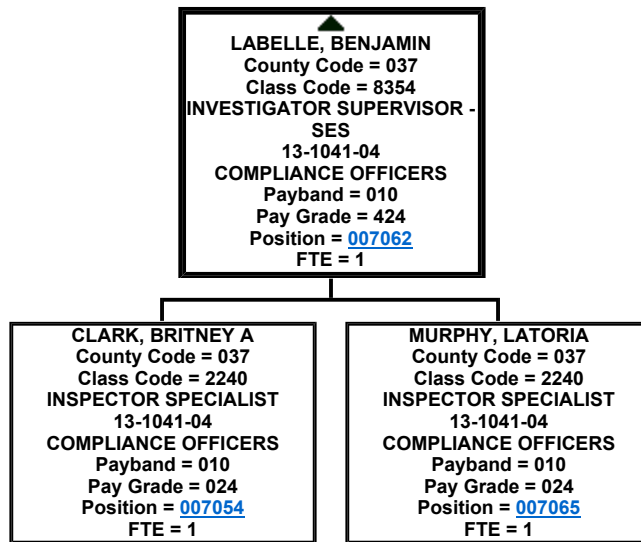 LABELLE, BENJAMIN
County Code = 037
Class Code = 8354
INVESTIGATOR SUPERVISOR -
SES
13-1041-04
COMPLIANCE OFFICERS
Payband = 010
Pay Grade = 424
Position = 007062
FTE = 1
CLARK, BRITNEY A
County Code = 037
Class Code = 2240
INSPECTOR SPECIALIST
13-1041-04
COMPLIANCE OFFICERS
Payband = 010
Pay Grade = 024
Position = 007054
FTE = 1
MURPHY, LATORIA
County Code = 037
Class Code = 2240
INSPECTOR SPECIALIST
13-1041-04
COMPLIANCE OFFICERS
Payband = 010
Pay Grade = 024
Position = 007065
FTE = 1